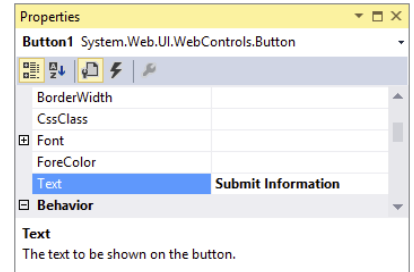 Properties
Button1 System.Web.UI.WebControls.Button
BorderWidth
CssClass
Font
ForeColor
Text Submit Information
Behavior
Text
The text to be shown on the button.